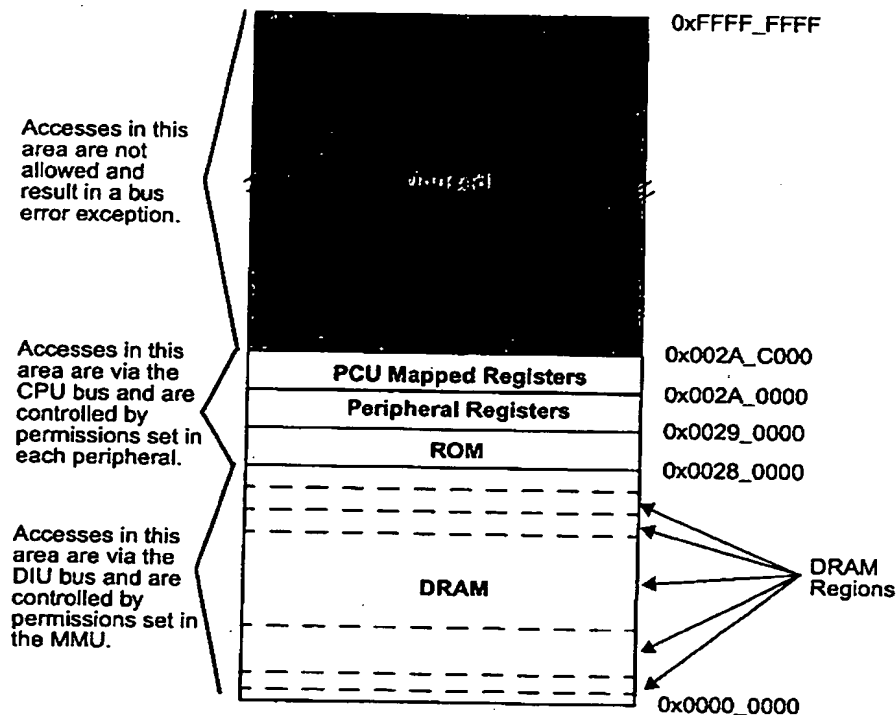 0xFFFF_FFFF
Accesses in this
area are not
allowed and
result in a bus
error exception.
0x002A_C000
Accesses in this
area are via the
CPU bus and are
controlled by
permissions set in
each peripheral.
PCU Mapped Registers
0x002A_0000
Peripheral Registers
0x0029_0000
ROM
0x0028_0000
Accesses in this
area are via the
DIU bus and are
controlled by
permissions set in
the MMU.
DRAM
DRAM
Regions
0x0000_0000